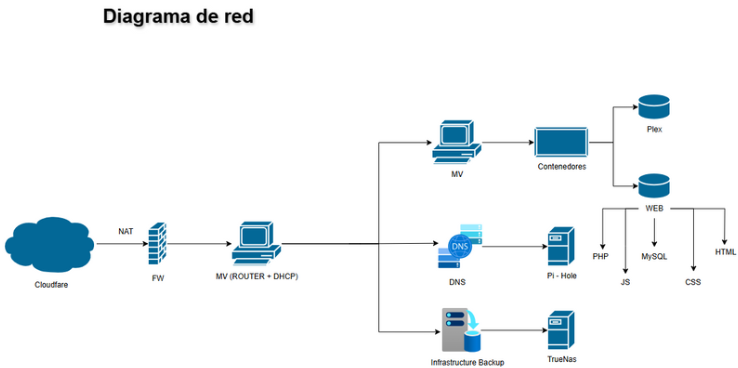 Diagrama de red
Plex
MV
Contenedores
NAT
WEB
PHP
MySQL
HTML
JS
CSS
Cloudfare
FW
MV (ROUTER + DHCP)
DNS
DNS
Pi - Hole
Infrastructure Backup
TrueNas